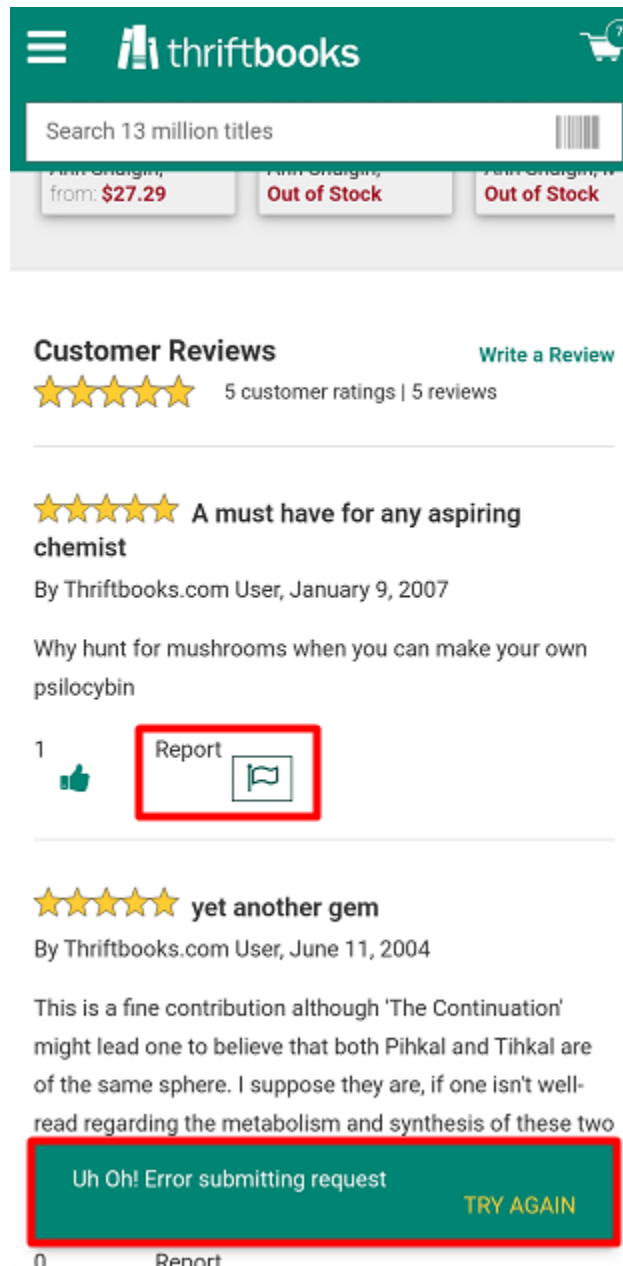 thriftbooks
7
Search 13 million titles
from: $27.29
Out of Stock
Out of Stock
Customer Reviews
Write a Review
5 customer ratings | 5 reviews
A must have for any aspiring
chemist
By Thriftbooks.com User, January 9, 2007
Why hunt for mushrooms when you can make your own
psilocybin
1
Report
yet another gem
By Thriftbooks.com User, June 11, 2004
This is a fine contribution although 'The Continuation'
might lead one to believe that both Pihkal and Tihkal are
of the same sphere. I suppose they are, if one isn't well-
read regarding the metabolism and synthesis of these two
Uh Oh! Error submitting request
TRY AGAIN
0
Report